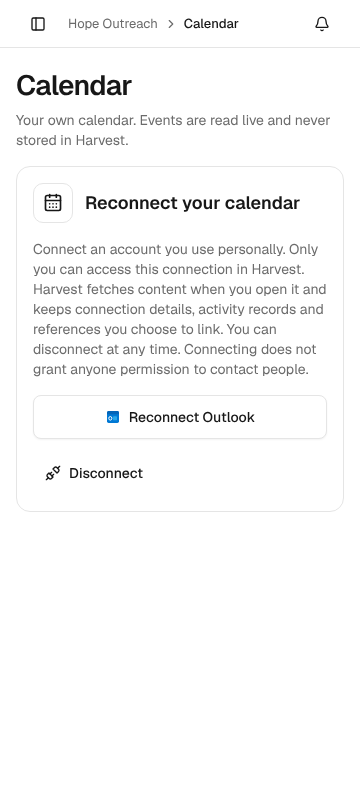 Hope Outreach > Calendar
Calendar
Your own calendar. Events are read live and never
stored in Harvest.
Reconnect your calendar
Connect an account you use personally. Only
you can access this connection in Harvest.
Harvest fetches content when you open it and
keeps connection details, activity records and
references you choose to link. You can
disconnect at any time. Connecting does not
grant anyone permission to contact people.
Reconnect Outlook
Disconnect